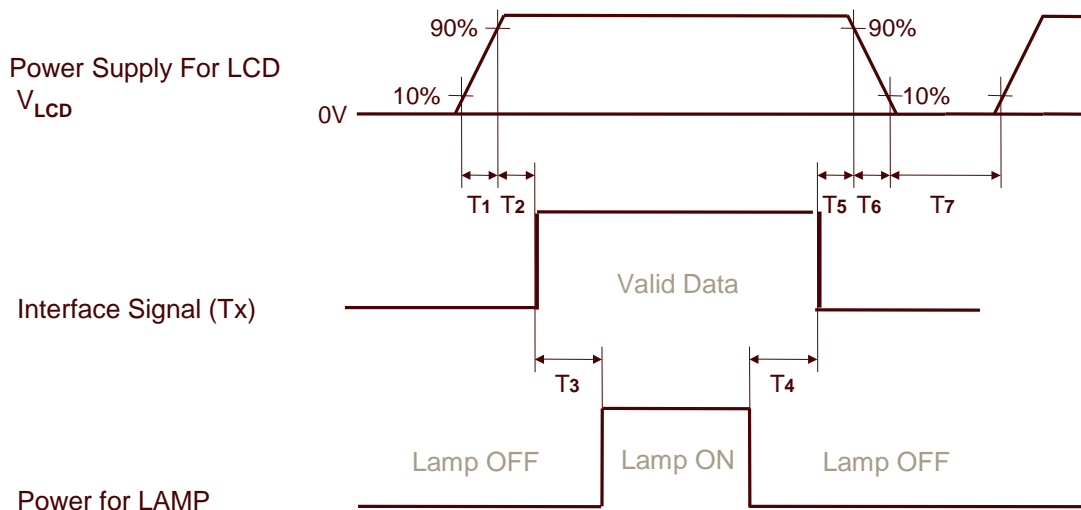 90%
90%
Power Supply For LCD
VLCD
10%
10%
0V
T1
T2
T5
T6
T7
Valid Data
Interface Signal (Tx)
T3
T4
Lamp OFF
Lamp ON
Lamp OFF
Power for LAMP